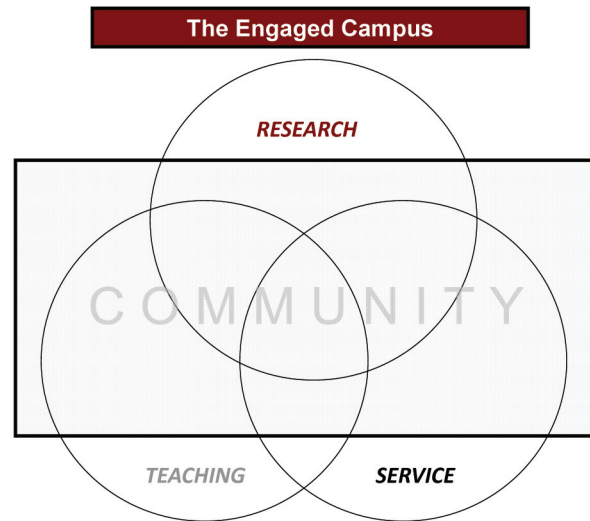 The Engaged Campus
RESEARCH
COMMUNITY
TEACHING
SERVICE